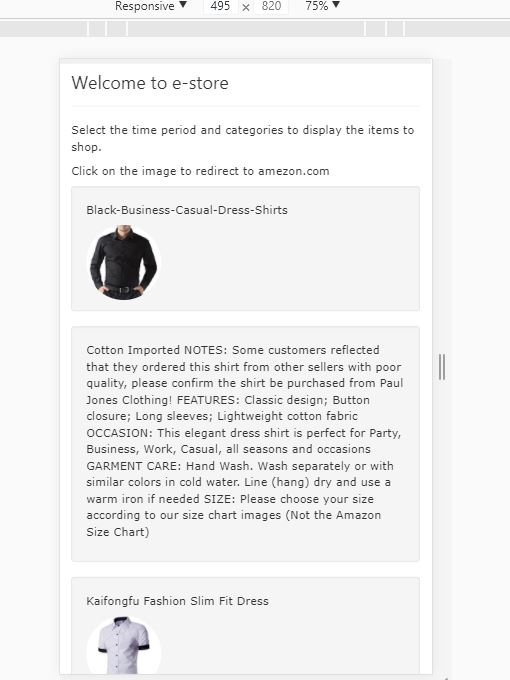 Responsive ▼ 495 × 820 75% ▼
Welcome to e-store
Select the time period and categories to display the items to
shop.
Click on the image to redirect to amezon.com
Black-Business-Casual-Dress-Shirts
Cotton Imported NOTES: Some customers reflected
that they ordered this shirt from other sellers with poor
quality, please confirm the shirt be purchased from Paul
Jones Clothing! FEATURES: Classic design; Button
closure; Long sleeves; Lightweight cotton fabric
OCCASION: This elegant dress shirt is perfect for Party,
Business, Work, Casual, all seasons and occasions
GARMENT CARE: Hand Wash. Wash separately or with
similar colors in cold water. Line (hang) dry and use a
warm iron if needed SIZE: Please choose your size
according to our size chart images (Not the Amazon
Size Chart)
Kaifongfu Fashion Slim Fit Dress